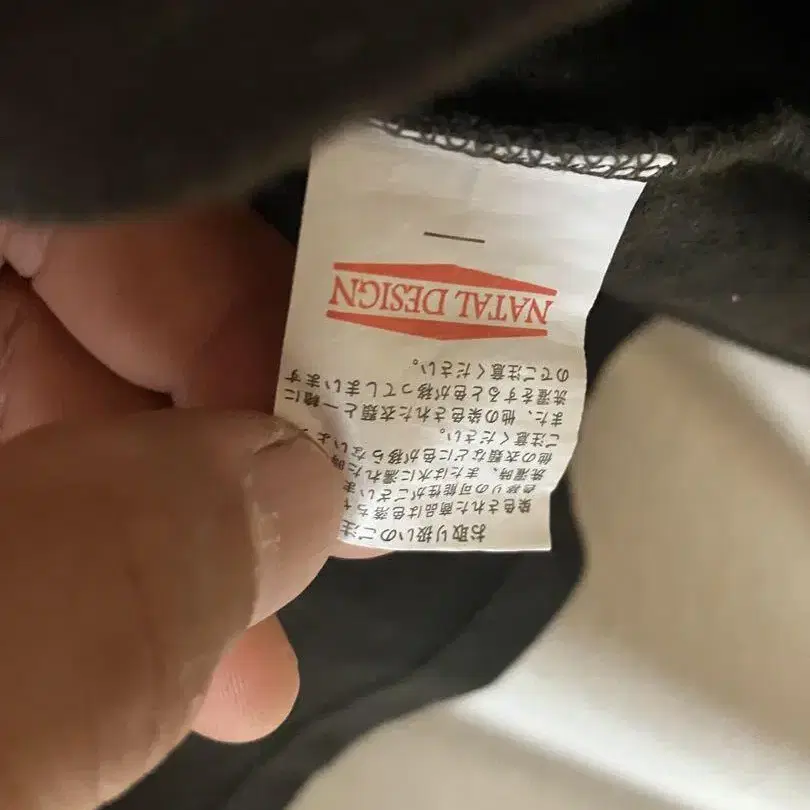 お取り扱いのご注
染色された商品は色落ちや
色移りの可能性がございま
洗濯時、または水に濡れた時
他の衣類などに色が移らないよ
ご注意ください。
また、他の染色された衣類と一緒に
洗濯をすると色が移ってしまいます
のでご注意ください。
NATAL DESIGN